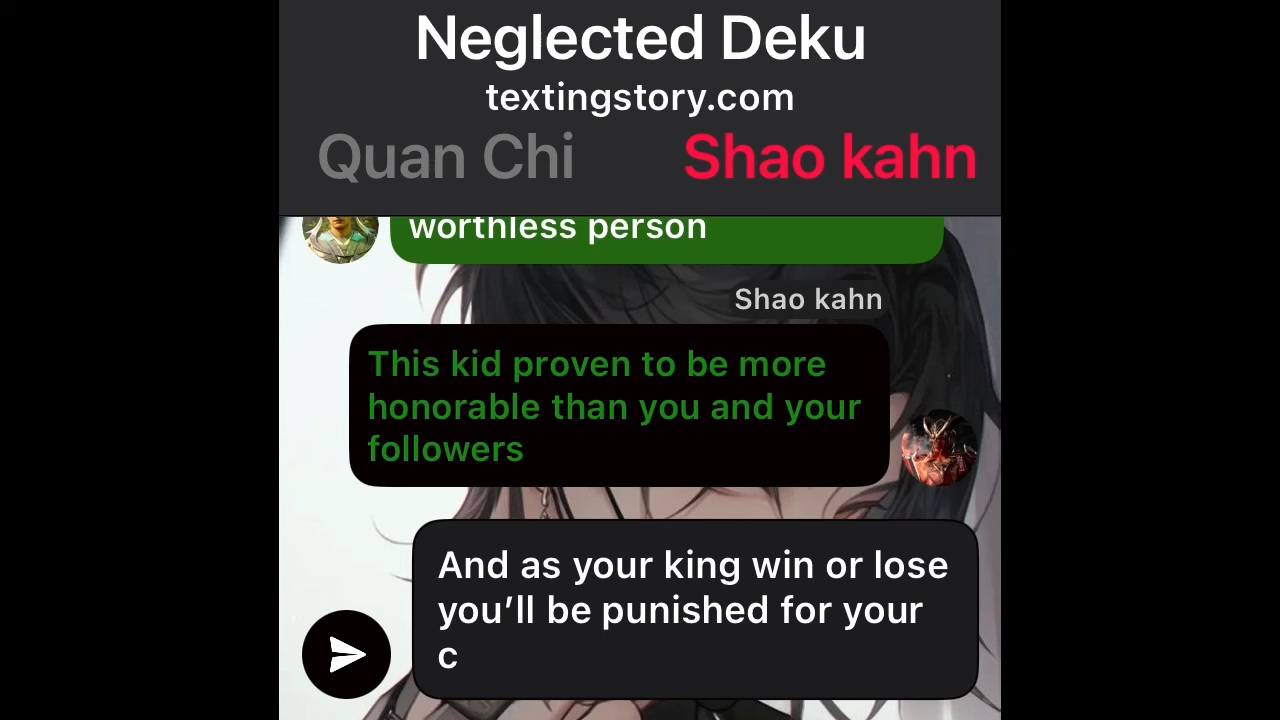 Neglected Deku
textingstory.com
Quan Chi
Shao kahn
worthless person
Shao kahn
This kid proven to be more
honorable than you and your
followers
And as your king win or lose
you’ll be punished for your
c